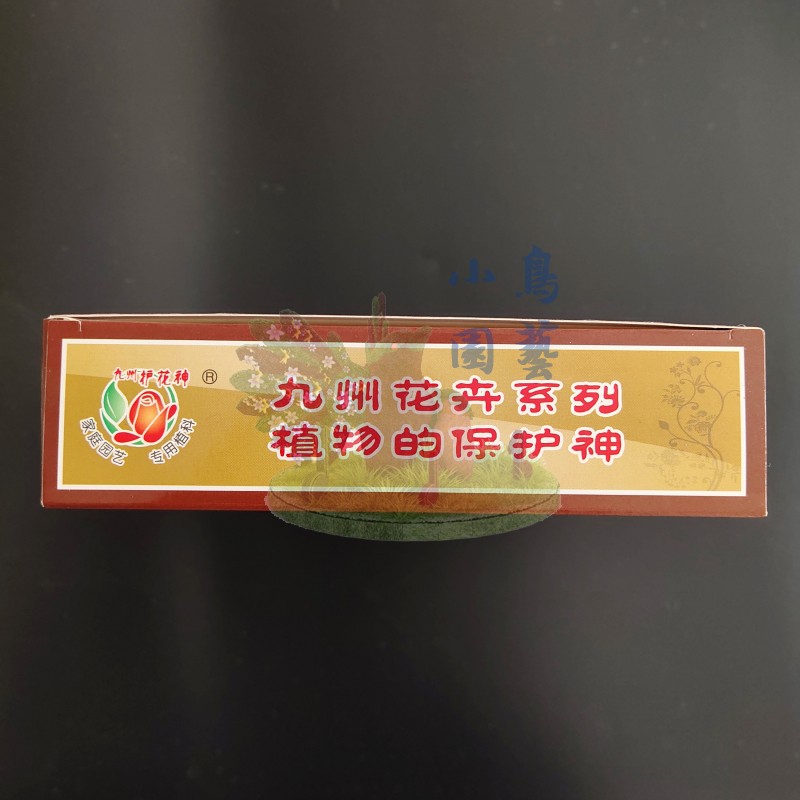 小鳥
園藝
九州护花神®
家庭园艺 专用植料
九州花卉系列
植物的保护神